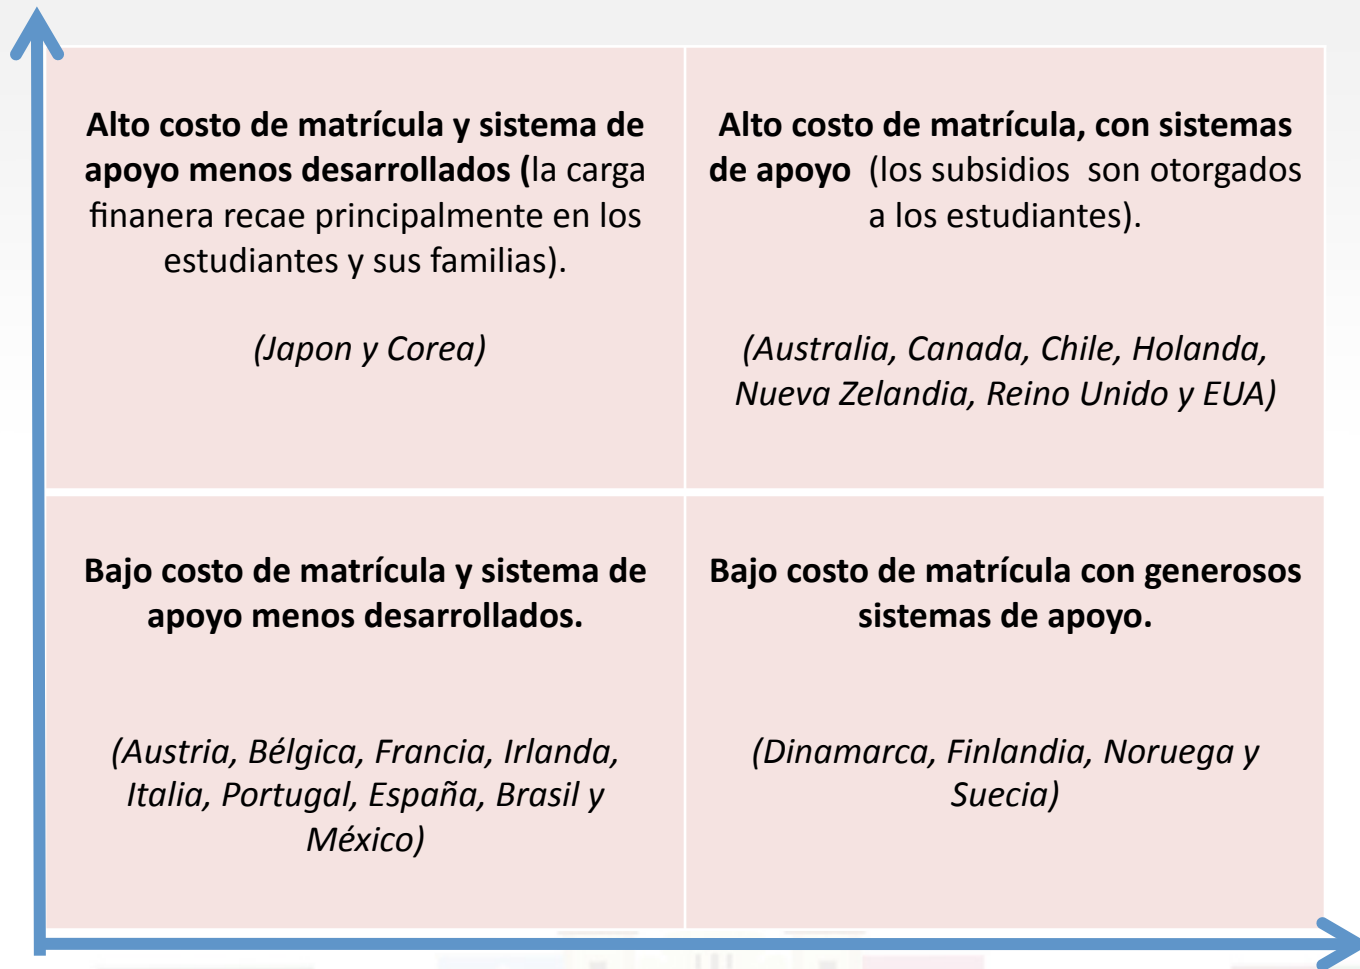 Alto costo de matrícula y sistema de
apoyo menos desarrollados (la carga
finanera recae principalmente en los
estudiantes y sus familias).
(Japon y Corea)
Alto costo de matrícula, con sistemas
de apoyo (los subsidios son otorgados
a los estudiantes).
(Australia, Canada, Chile, Holanda,
Nueva Zelandia, Reino Unido y EUA)
Bajo costo de matrícula y sistema de
apoyo menos desarrollados.
(Austria, Bélgica, Francia, Irlanda,
Italia, Portugal, España, Brasil y
México)
Bajo costo de matrícula con generosos
sistemas de apoyo.
(Dinamarca, Finlandia, Noruega y
Suecia)